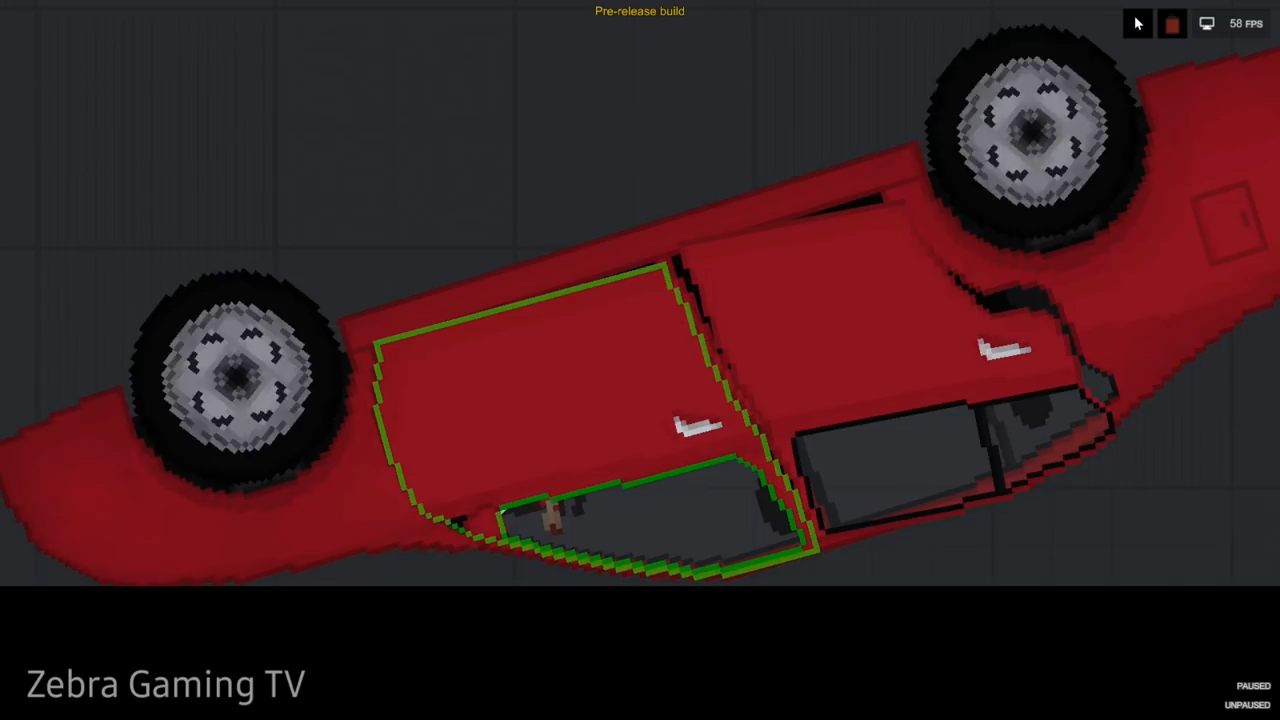 Pre-release build
58 FPS
Zebra Gaming TV
PAUSED
UNPAUSED